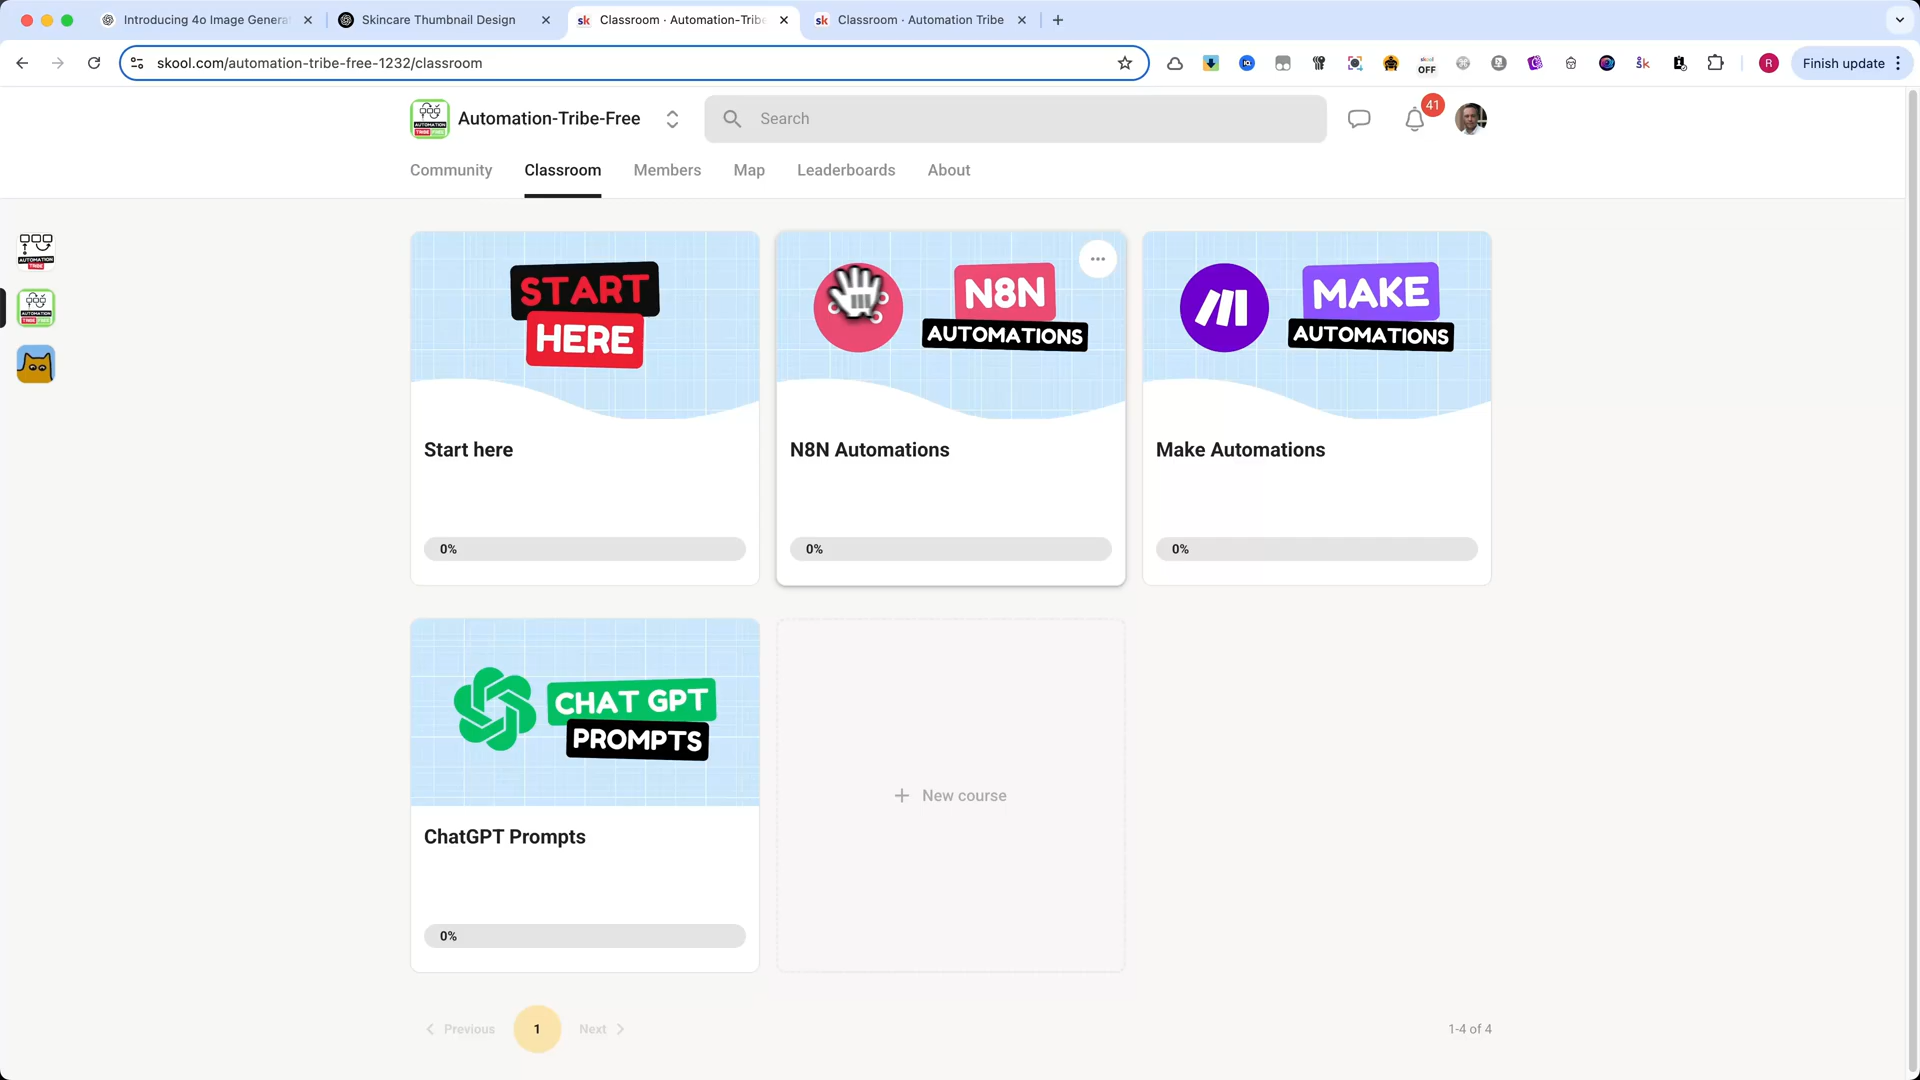 Introducing 4o Image Genera
Skincare Thumbnail Design
Classroom · Automation-Tribe
Classroom · Automation Tribe
skool.com/automation-tribe-free-1232/classroom
OFF
R
Finish update
Automation-Tribe-Free
Search
41
Community
Classroom
Members
Map
Leaderboards
About
START
HERE
N8N
AUTOMATIONS
MAKE
AUTOMATIONS
Start here
N8N Automations
Make Automations
0%
0%
0%
CHAT GPT
PROMPTS
ChatGPT Prompts
0%
New course
Previous
1
Next
1-4 of 4